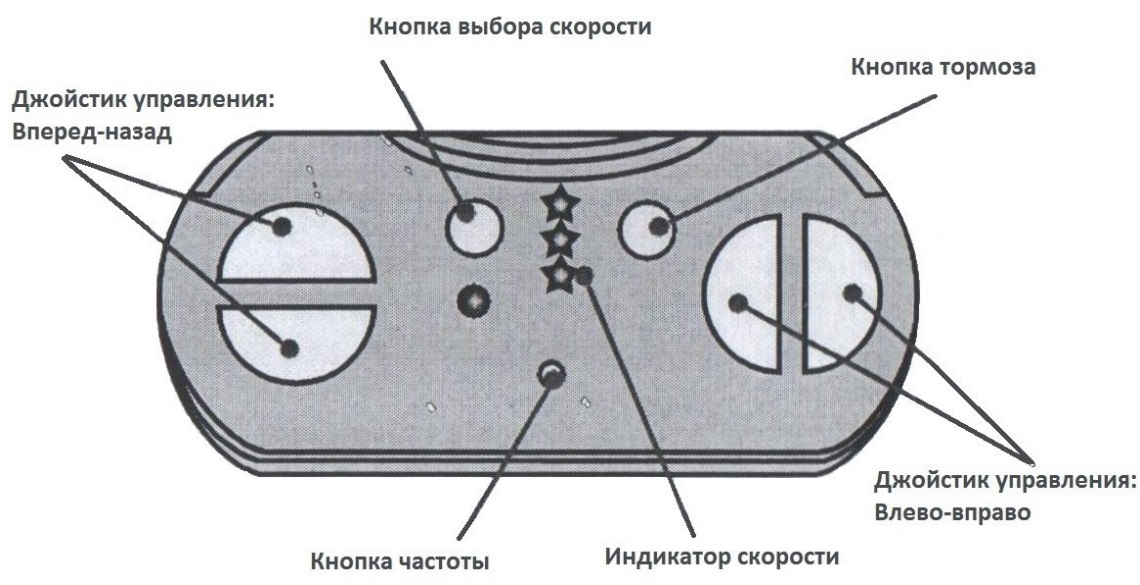 Кнопка выбора скорости
Кнопка тормоза
Джойстик управления:
Вперед-назад
Джойстик управления:
Влево-вправо
Кнопка частоты
Индикатор скорости